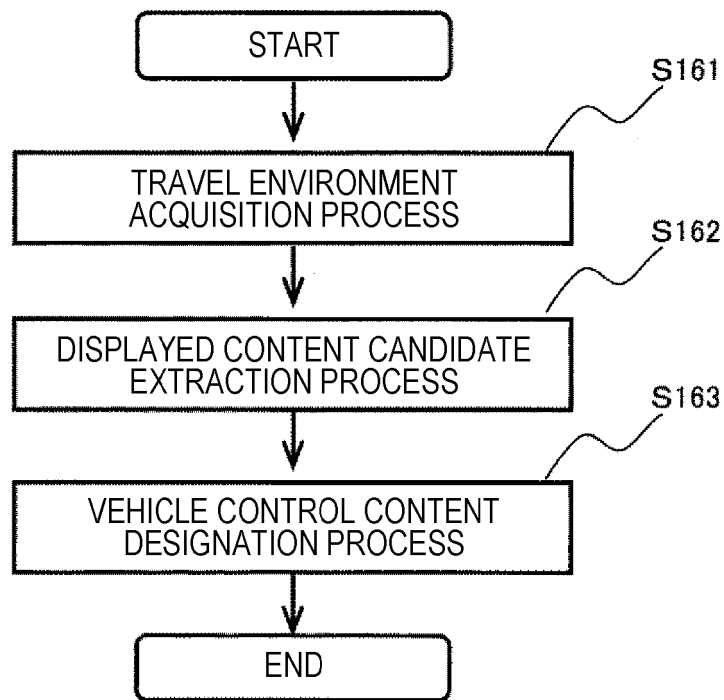 START
S161
TRAVEL ENVIRONMENT
ACQUISITION PROCESS
S162
DISPLAYED CONTENT CANDIDATE
EXTRACTION PROCESS
S163
VEHICLE CONTROL CONTENT
DESIGNATION PROCESS
END